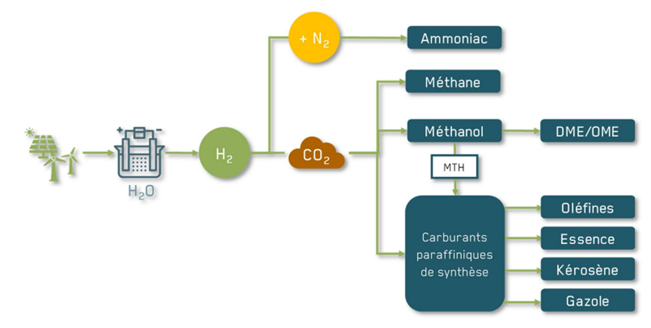 + N2
Ammoniac
Méthane
H2
CO2
Méthanol
DME/OME
+ -
H2O
MTH
Carburants
paraffiniques
de synthèse
Oléfines
Essence
Kérosène
Gazole